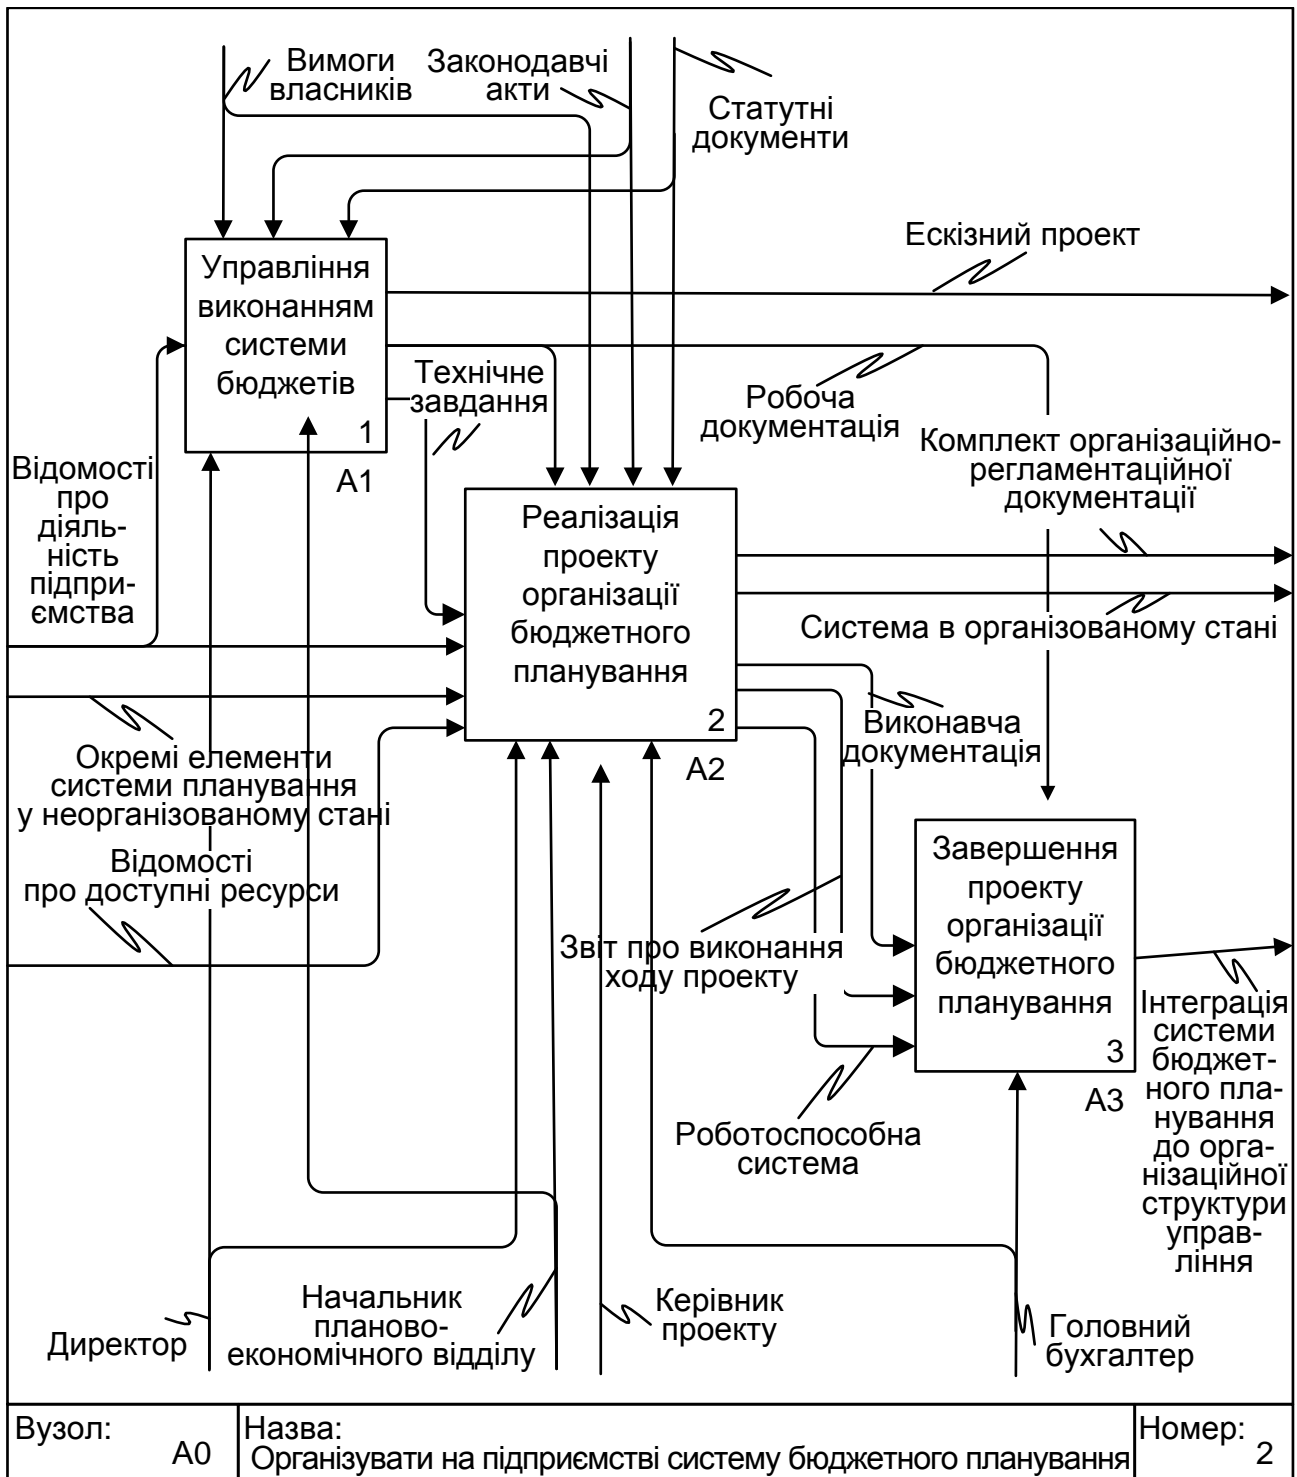 Вимоги
власників
Законодавчі
акти
Статутні
документи
Ескізний проект
Управління
виконанням
системи
бюджетів
1
А1
Технічне
завдання
Робоча
документація
Комплект організаційно-
регламентаційної
документації
Відомості
про
діяль-
ність
підпри-
ємства
Реалізація
проекту
організації
бюджетного
планування
2
А2
Система в організованому стані
Виконавча
документація
Окремі елементи
системи планування
у неорганізованому стані
Відомості
про доступні ресурси
Завершення
проекту
організації
бюджетного
планування
3
А3
Звіт про виконання
ходу проекту
Інтеграція
системи
бюджет-
ного пла-
нування
до орга-
нізаційної
структури
управ-
ління
Роботоспособна
система
Директор
Начальник
планово-
економічного відділу
Керівник
проекту
Головний
бухгалтер
Вузол:
А0
Назва:
Організувати на підприємстві систему бюджетного планування
Номер:
2